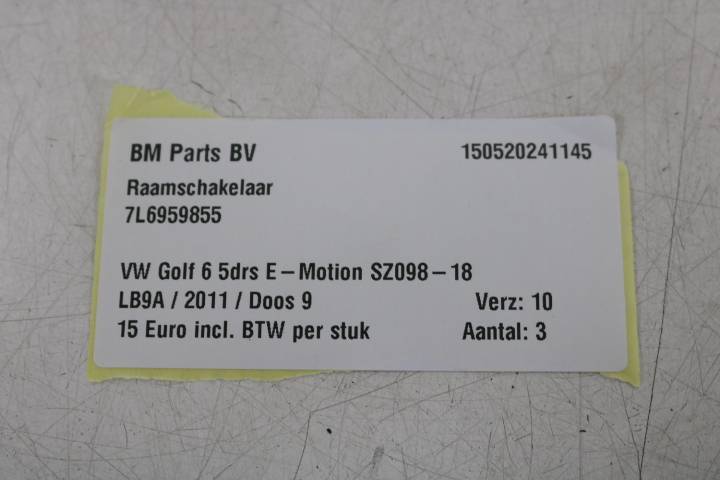 BM Parts BV 150520241145
Raamschakelaar
7L6959855
VW Golf 6 5drs E-Motion SZ098-18
LB9A / 2011 / Doos 9 Verz: 10
15 Euro incl. BTW per stuk Aantal: 3